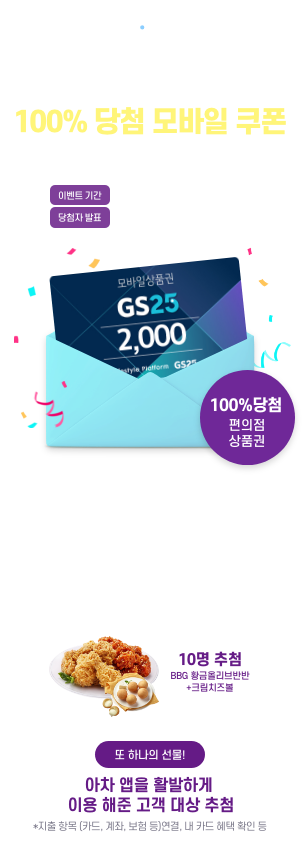 100% 당첨 모바일 쿠폰
이벤트 기간
당첨자 발표
모바일상품권
GS25
2,000
Lifestyle Platform GS25
100%당첨
편의점
상품권
10명 추첨
BBG 황금올리브반반
+크림치즈볼
또 하나의 선물!
아차 앱을 활발하게
이용 해준 고객 대상 추첨
*지출 항목 (카드, 계좌, 보험 등)연결, 내 카드 혜택 확인 등